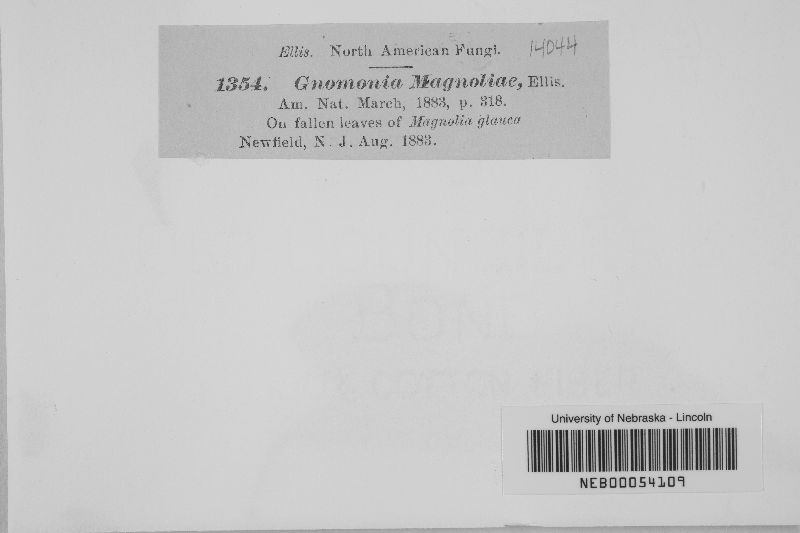 Ellis. North American Fungi. 14044
1354. Gnomonia Magnoliae, Ellis.
Am. Nat. March, 1883, p. 318.
On fallen leaves of Magnolia glauca
Newfield, N. J. Aug. 1883.
University of Nebraska - Lincoln
NEB00054109